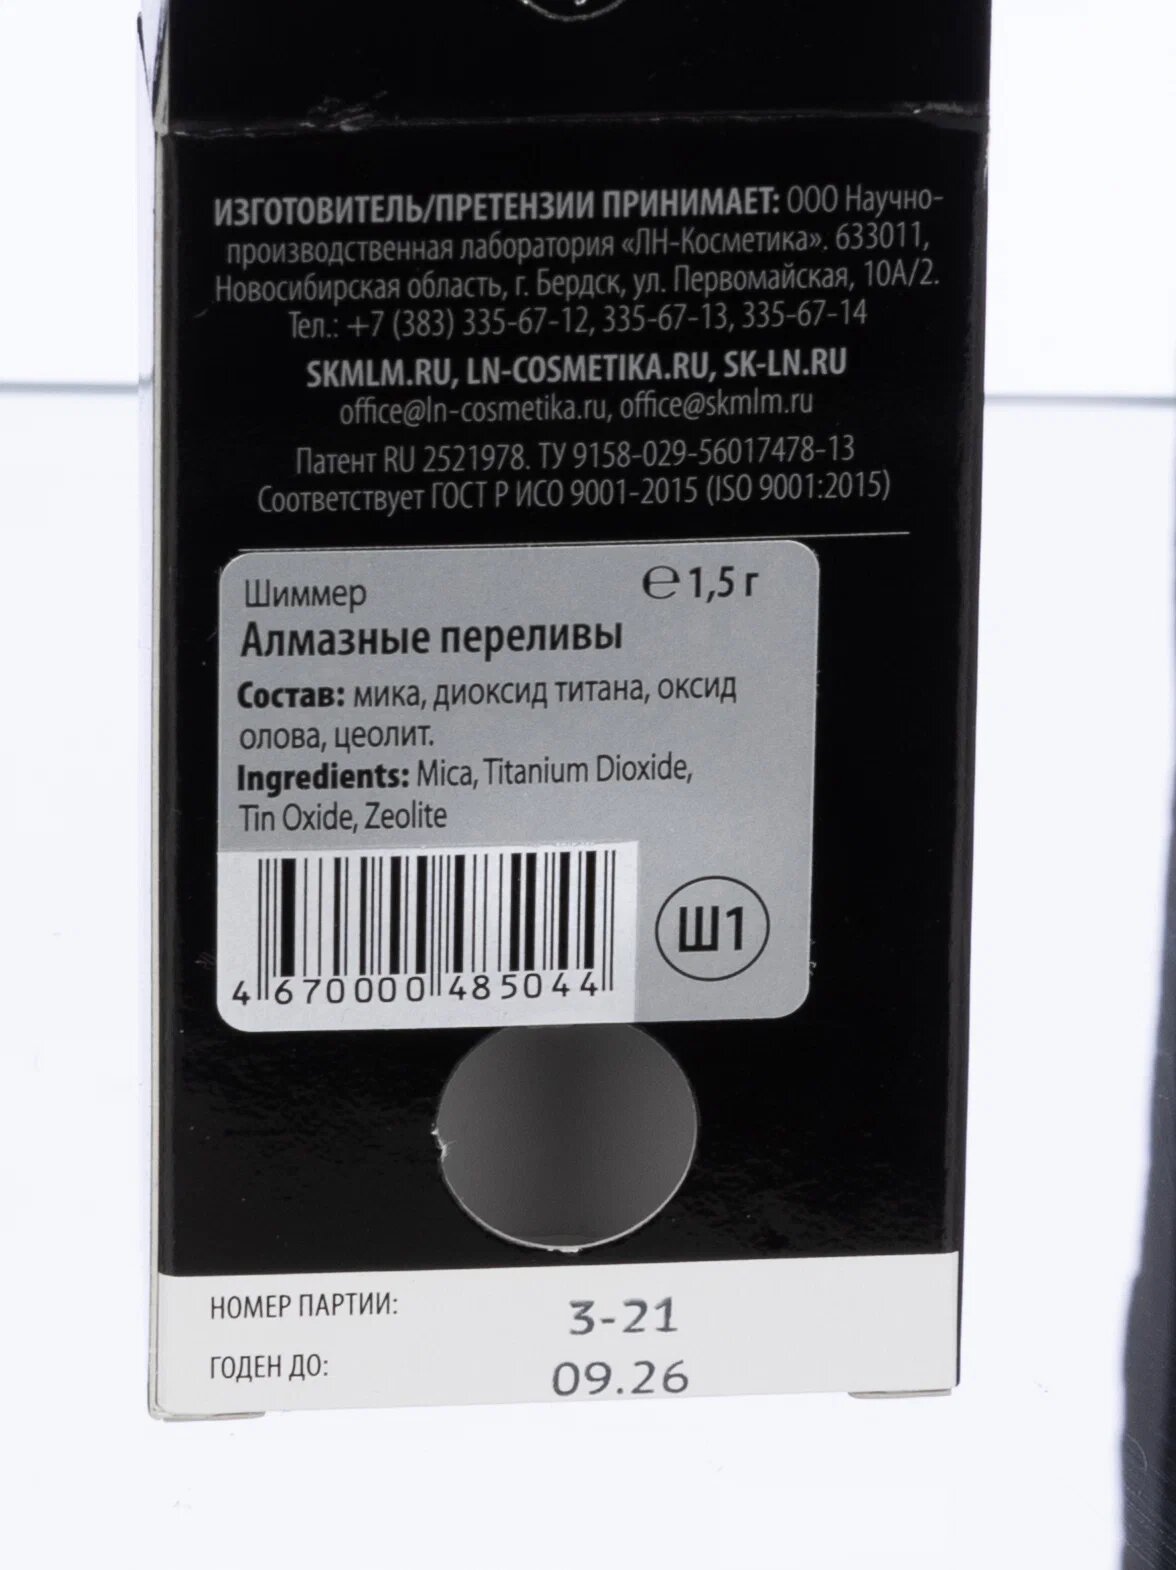 ИЗГОТОВИТЕЛЬ/ПРЕТЕНЗИИ ПРИНИМАЕТ: ООО Научно-
производственная лаборатория «ЛН-Косметика». 633011,
Новосибирская область, г. Бердск, ул. Первомайская, 10А/2.
Тел.: +7 (383) 335-67-12, 335-67-13, 335-67-14
SKMLM.RU, LN-COSMETIKA.RU, SK-LN.RU
office@ln-cosmetika.ru, office@skmlm.ru
Патент RU 2521978. ТУ 9158-029-56017478-13
Соответствует ГОСТ Р ИСО 9001-2015 (ISO 9001:2015)
Шиммер ℮ 1,5 г
Алмазные переливы
Состав: мика, диоксид титана, оксид
олова, цеолит.
Ingredients: Mica, Titanium Dioxide,
Tin Oxide, Zeolite
4 670000 485044
Ш1
НОМЕР ПАРТИИ: 3-21
ГОДЕН ДО: 09.26